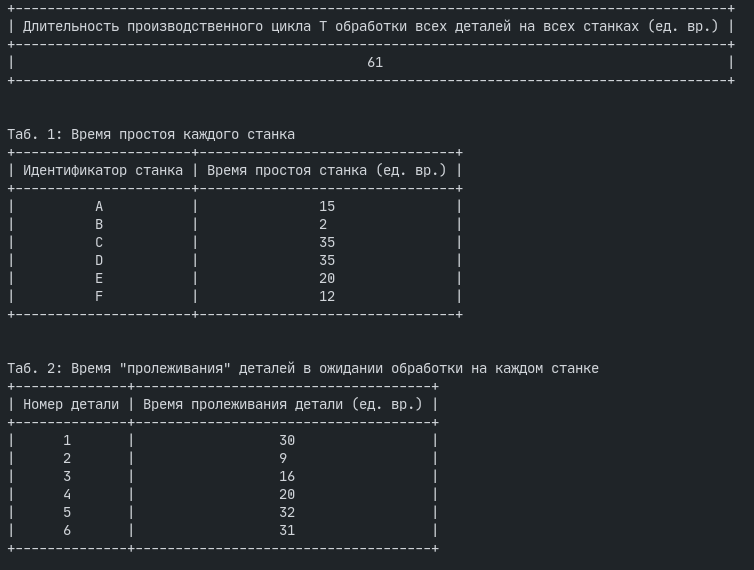 +-----------------------------------------------------------------------------------------+
| Длительность производственного цикла T обработки всех деталей на всех станках (ед. вр.) |
+-----------------------------------------------------------------------------------------+
|                                            61                                           |
+-----------------------------------------------------------------------------------------+
Таб. 1: Время простоя каждого станка
+----------------------+--------------------------------+
| Идентификатор станка | Время простоя станка (ед. вр.) |
+----------------------+--------------------------------+
|          A           |               15               |
|          B           |               2                |
|          C           |               35               |
|          D           |               35               |
|          E           |               20               |
|          F           |               12               |
+----------------------+--------------------------------+
Таб. 2: Время "пролеживания" деталей в ожидании обработки на каждом станке
+--------------+-------------------------------------+
| Номер детали | Время пролеживания детали (ед. вр.) |
+--------------+-------------------------------------+
|      1       |                  30                 |
|      2       |                  9                  |
|      3       |                  16                 |
|      4       |                  20                 |
|      5       |                  32                 |
|      6       |                  31                 |
+--------------+-------------------------------------+